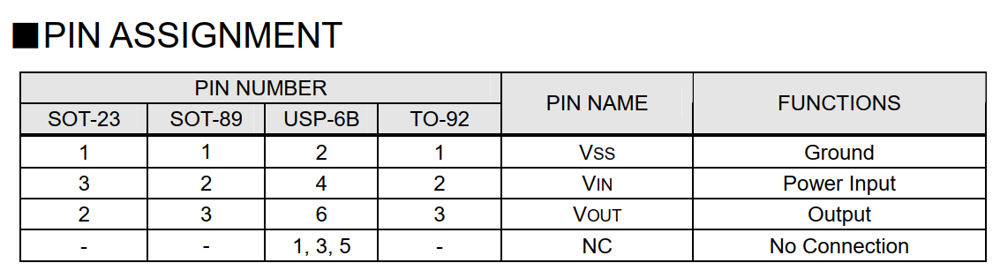 ■PIN ASSIGNMENT
PIN NUMBER PIN NAME FUNCTIONS
SOT-23 SOT-89 USP-6B TO-92
1 1 2 1 VSS Ground
3 2 4 2 VIN Power Input
2 3 6 3 VOUT Output
- - 1, 3, 5 - NC No Connection